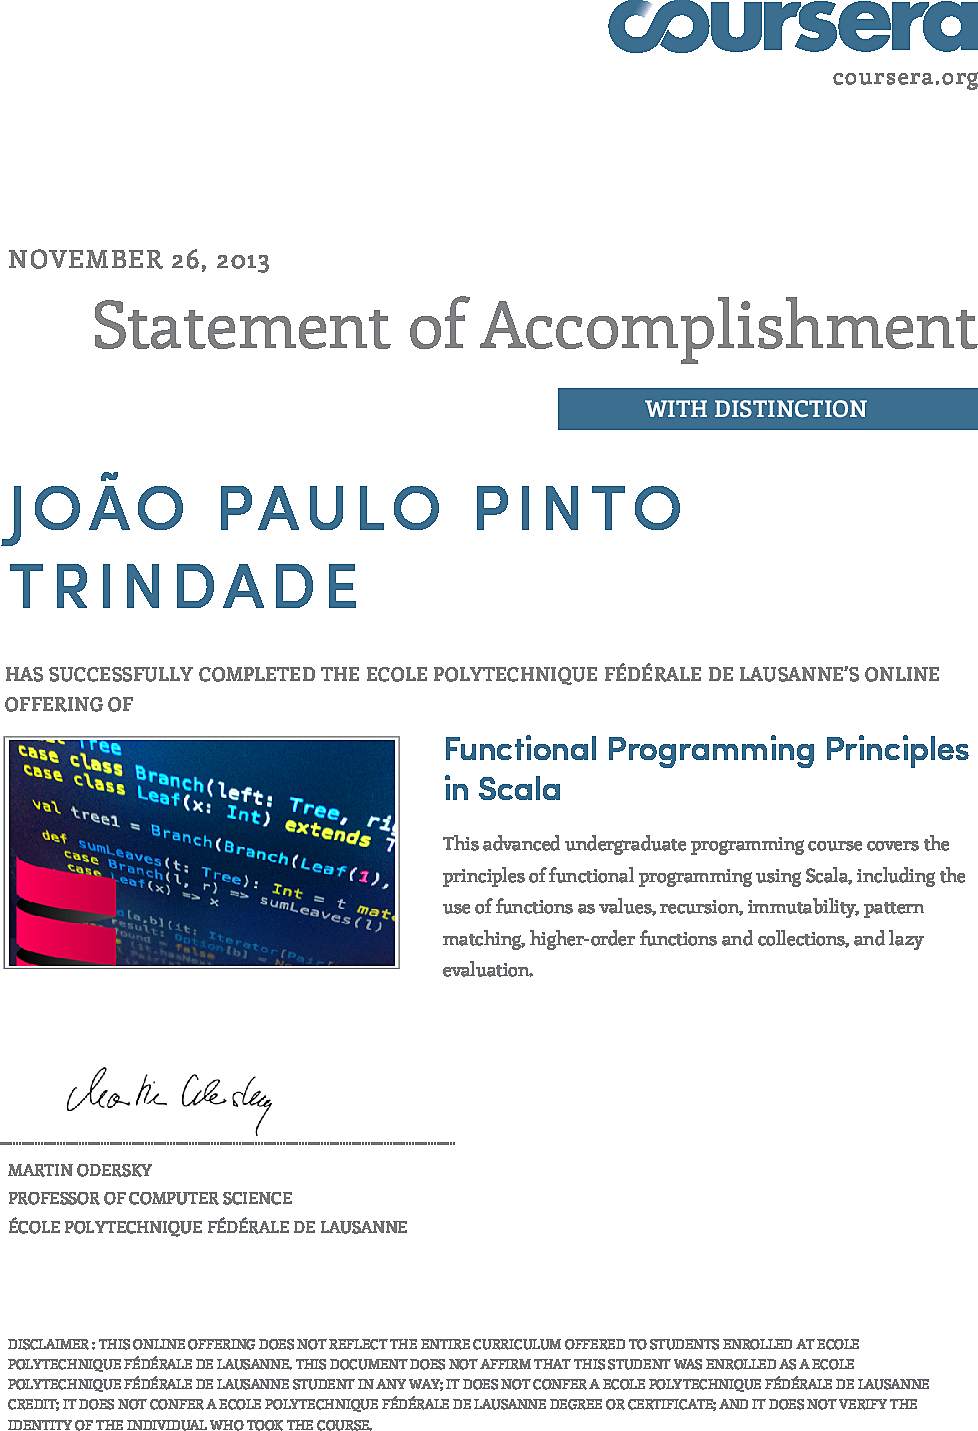 coursera
coursera.org
NOVEMBER 26, 2013
Statement of Accomplishment
WITH DISTINCTION
JOÃO PAULO PINTO
TRINDADE
HAS SUCCESSFULLY COMPLETED THE ECOLE POLYTECHNIQUE FÉDÉRALE DE LAUSANNE'S ONLINE
OFFERING OF
Tree
case class Branch(left: Tree,
case class Leaf(x: Int) extends
val tree1 = Branch(Branch(Leaf(1),
def sumLeaves(t: Tree): Int = t
case Branch(l, r) => sumLeaves(l)
case Leaf(x) => x
Functional Programming Principles
in Scala
This advanced undergraduate programming course covers the
principles of functional programming using Scala, including the
use of functions as values, recursion, immutability, pattern
matching, higher-order functions and collections, and lazy
evaluation.
Martin Odersky
MARTIN ODERSKY
PROFESSOR OF COMPUTER SCIENCE
ÉCOLE POLYTECHNIQUE FÉDÉRALE DE LAUSANNE
DISCLAIMER : THIS ONLINE OFFERING DOES NOT REFLECT THE ENTIRE CURRICULUM OFFERED TO STUDENTS ENROLLED AT ECOLE
POLYTECHNIQUE FÉDÉRALE DE LAUSANNE. THIS DOCUMENT DOES NOT AFFIRM THAT THIS STUDENT WAS ENROLLED AS A ECOLE
POLYTECHNIQUE FÉDÉRALE DE LAUSANNE STUDENT IN ANY WAY; IT DOES NOT CONFER A ECOLE POLYTECHNIQUE FÉDÉRALE DE LAUSANNE
CREDIT; IT DOES NOT CONFER A ECOLE POLYTECHNIQUE FÉDÉRALE DE LAUSANNE DEGREE OR CERTIFICATE; AND IT DOES NOT VERIFY THE
IDENTITY OF THE INDIVIDUAL WHO TOOK THE COURSE.